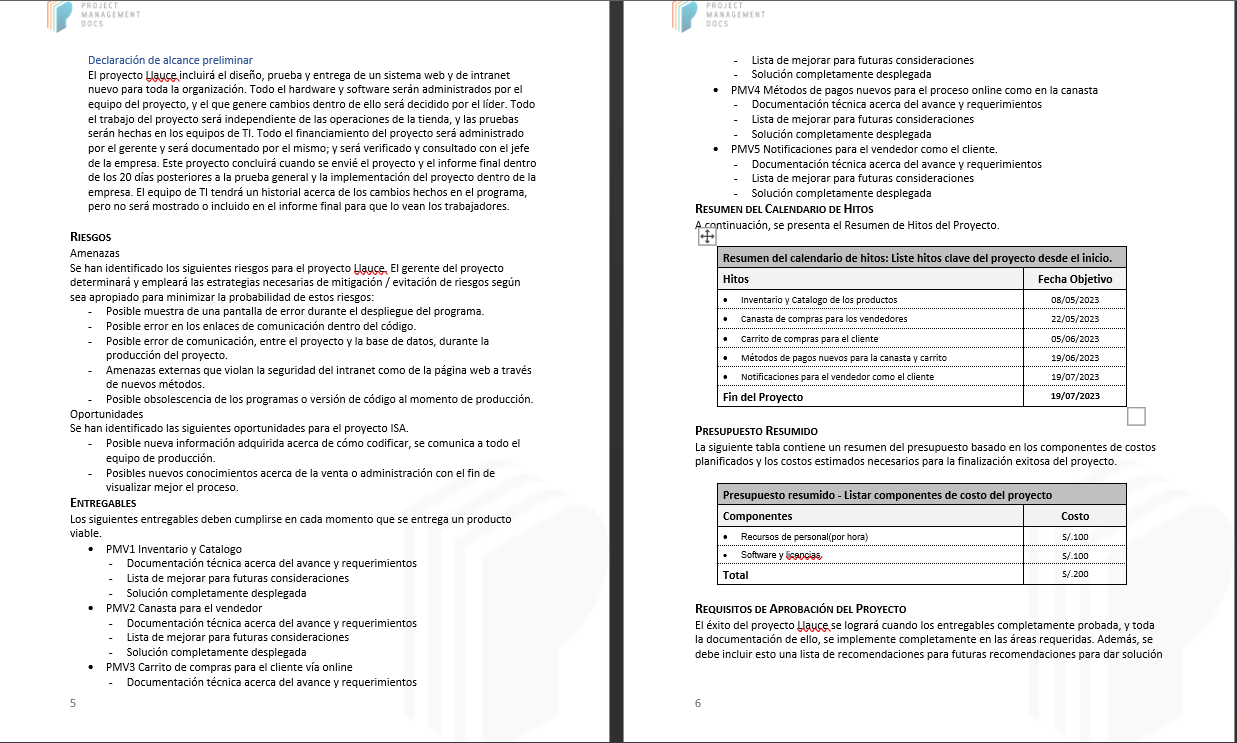 PROJECT
MANAGEMENT
DOCS
Declaración de alcance preliminar
El proyecto Llauce incluirá el diseño, prueba y entrega de un sistema web y de intranet
nuevo para toda la organización. Todo el hardware y software serán administrados por el
equipo del proyecto, y el que genere cambios dentro de ello será decidido por el líder. Todo
el trabajo del proyecto será independiente de las operaciones de la tienda, y las pruebas
serán hechas en los equipos de TI. Todo el financiamiento del proyecto será administrado
por el gerente y será documentado por el mismo; y será verificado y consultado con el jefe
de la empresa. Este proyecto concluirá cuando se envié el proyecto y el informe final dentro
de los 20 días posteriores a la prueba general y la implementación del proyecto dentro de la
empresa. El equipo de TI tendrá un historial acerca de los cambios hechos en el programa,
pero no será mostrado o incluido en el informe final para que lo vean los trabajadores.
RIESGOS
Amenazas
Se han identificado los siguientes riesgos para el proyecto Llauce. El gerente del proyecto
determinará y empleará las estrategias necesarias de mitigación / evitación de riesgos según
sea apropiado para minimizar la probabilidad de estos riesgos:
- Posible muestra de una pantalla de error durante el despliegue del programa.
- Posible error en los enlaces de comunicación dentro del código.
- Posible error de comunicación, entre el proyecto y la base de datos, durante la
producción del proyecto.
- Amenazas externas que violan la seguridad del intranet como de la página web a través
de nuevos métodos.
- Posible obsolescencia de los programas o versión de código al momento de producción.
Oportunidades
Se han identificado las siguientes oportunidades para el proyecto ISA.
- Posible nueva información adquirida acerca de cómo codificar, se comunica a todo el
equipo de producción.
- Posibles nuevos conocimientos acerca de la venta o administración con el fin de
visualizar mejor el proceso.
ENTREGABLES
Los siguientes entregables deben cumplirse en cada momento que se entrega un producto
viable.
• PMV1 Inventario y Catalogo
- Documentación técnica acerca del avance y requerimientos
- Lista de mejorar para futuras consideraciones
- Solución completamente desplegada
• PMV2 Canasta para el vendedor
- Documentación técnica acerca del avance y requerimientos
- Lista de mejorar para futuras consideraciones
- Solución completamente desplegada
• PMV3 Carrito de compras para el cliente vía online
- Documentación técnica acerca del avance y requerimientos
5
PROJECT
MANAGEMENT
DOCS
- Lista de mejorar para futuras consideraciones
- Solución completamente desplegada
• PMV4 Métodos de pagos nuevos para el proceso online como en la canasta
- Documentación técnica acerca del avance y requerimientos
- Lista de mejorar para futuras consideraciones
- Solución completamente desplegada
• PMV5 Notificaciones para el vendedor como el cliente.
- Documentación técnica acerca del avance y requerimientos
- Lista de mejorar para futuras consideraciones
- Solución completamente desplegada
RESUMEN DEL CALENDARIO DE HITOS
A continuación, se presenta el Resumen de Hitos del Proyecto.
Resumen del calendario de hitos: Liste hitos clave del proyecto desde el inicio.
Hitos Fecha Objetivo
• Inventario y Catalogo de los productos 08/05/2023
• Canasta de compras para los vendedores 22/05/2023
• Carrito de compras para el cliente 05/06/2023
• Métodos de pagos nuevos para la canasta y carrito 19/06/2023
• Notificaciones para el vendedor como el cliente 19/07/2023
Fin del Proyecto 19/07/2023
PRESUPUESTO RESUMIDO
La siguiente tabla contiene un resumen del presupuesto basado en los componentes de costos
planificados y los costos estimados necesarios para la finalización exitosa del proyecto.
Presupuesto resumido - Listar componentes de costo del proyecto
Componentes Costo
• Recursos de personal(por hora) S/.100
• Software y licencias. S/.100
Total S/.200
REQUISITOS DE APROBACIÓN DEL PROYECTO
El éxito del proyecto Llauce se logrará cuando los entregables completamente probada, y toda
la documentación de ello, se implemente completamente en las áreas requeridas. Además, se
debe incluir esto una lista de recomendaciones para futuras recomendaciones para dar solución
6